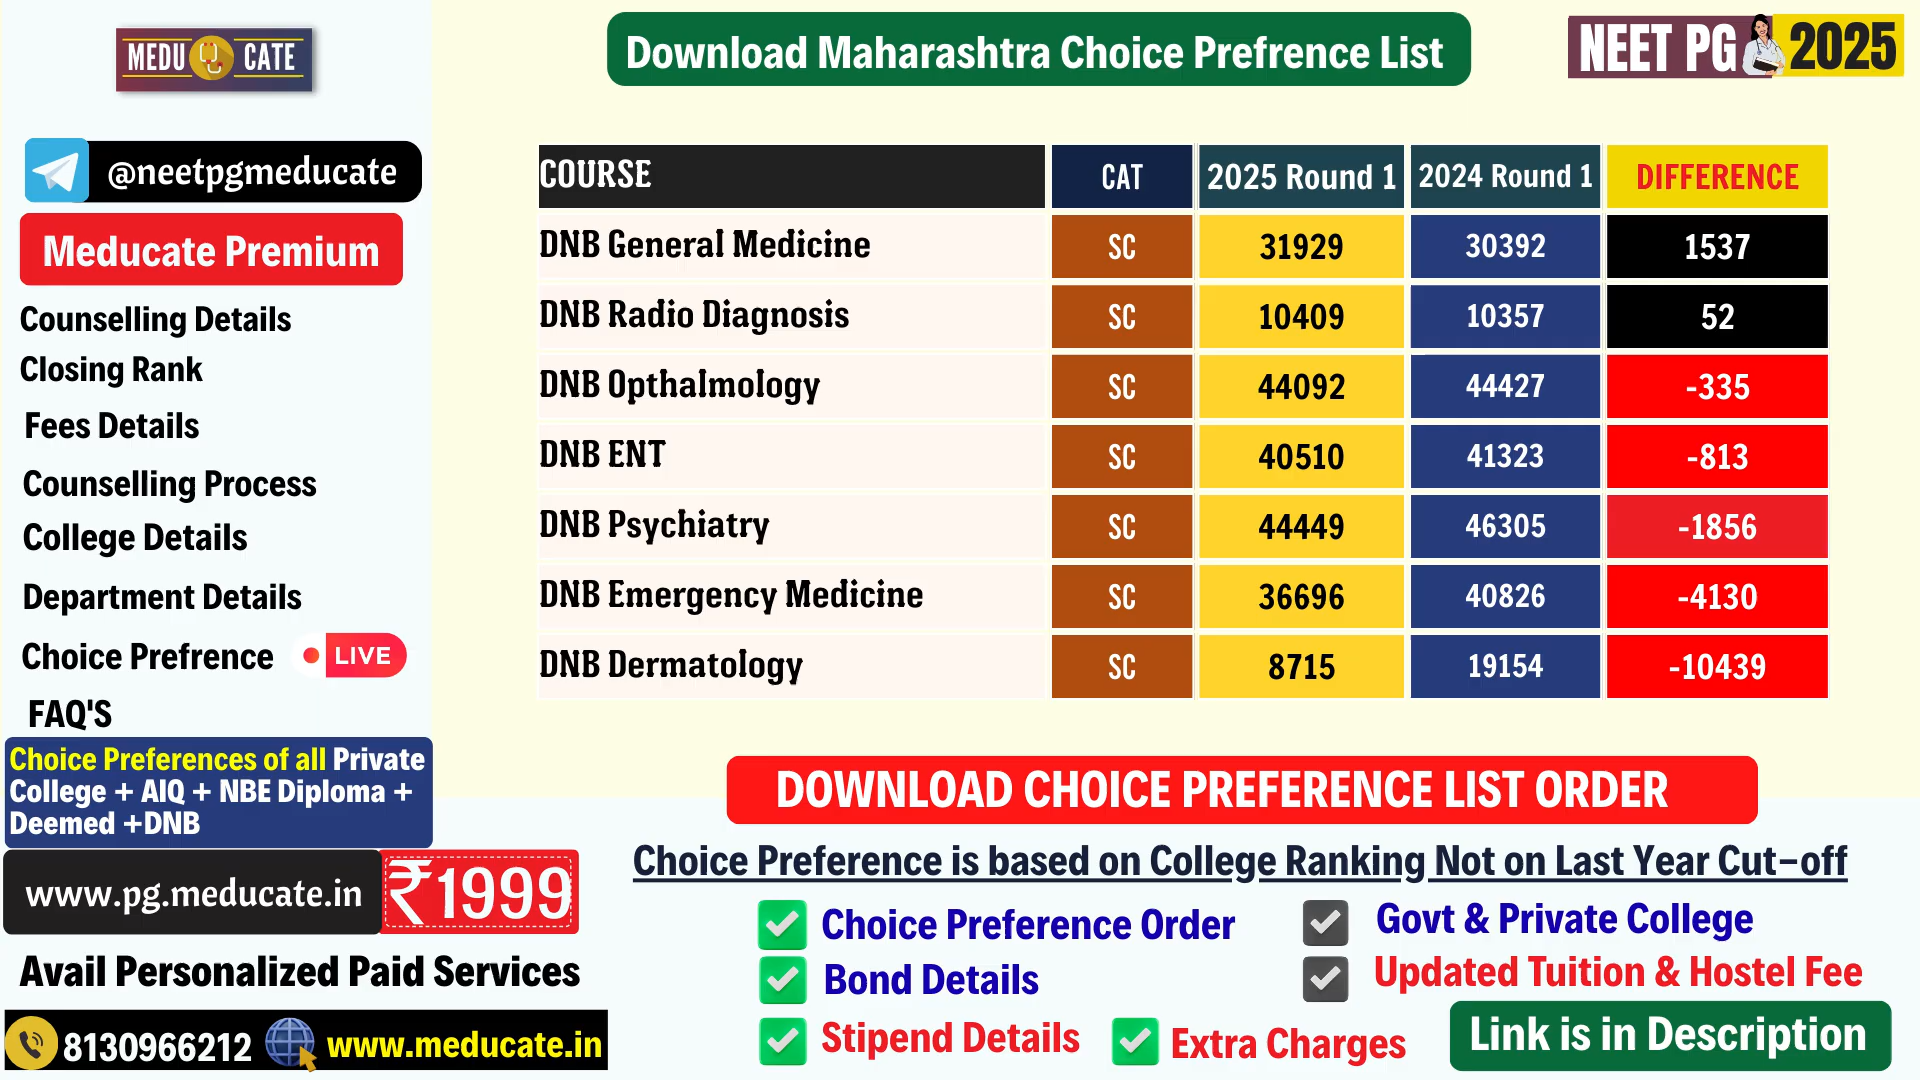 MEDU CATE
Download Maharashtra Choice Prefrence List
NEET PG 2025
@neetpgmeducate
Meducate Premium
Counselling Details
Closing Rank
Fees Details
Counselling Process
College Details
Department Details
Choice Prefrence LIVE
FAQ'S
Choice Preferences of all Private
College + AIQ + NBE Diploma +
Deemed +DNB
www.pg.meducate.in ₹1999
Avail Personalized Paid Services
8130966212 www.meducate.in
COURSE CAT 2025 Round 1 2024 Round 1 DIFFERENCE
DNB General Medicine SC 31929 30392 1537
DNB Radio Diagnosis SC 10409 10357 52
DNB Opthalmology SC 44092 44427 -335
DNB ENT SC 40510 41323 -813
DNB Psychiatry SC 44449 46305 -1856
DNB Emergency Medicine SC 36696 40826 -4130
DNB Dermatology SC 8715 19154 -10439
DOWNLOAD CHOICE PREFERENCE LIST ORDER
Choice Preference is based on College Ranking Not on Last Year Cut-off
Choice Preference Order Govt & Private College
Bond Details Updated Tuition & Hostel Fee
Stipend Details Extra Charges
Link is in Description